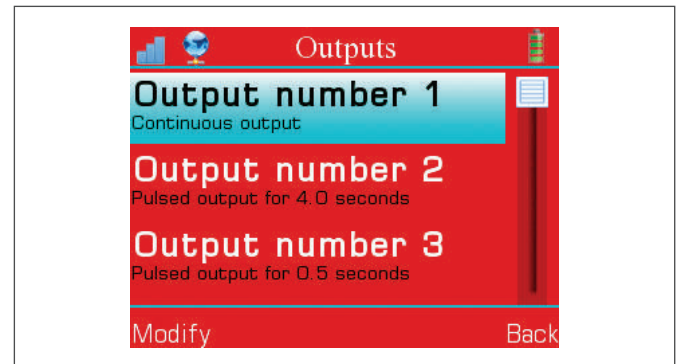 Outputs
Output number 1
Continuous output
Output number 2
Pulsed output for 4.0 seconds
Output number 3
Pulsed output for 0.5 seconds
Modify Back